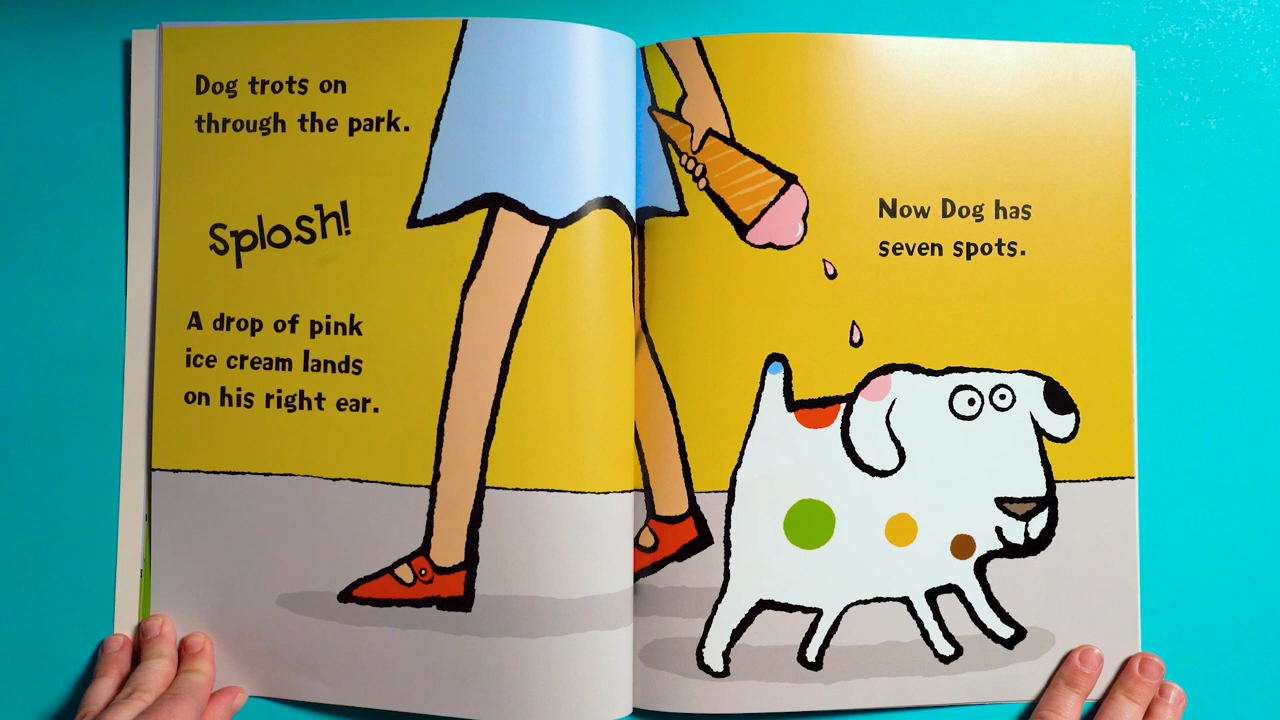 Dog trots on
through the park.
Splosh!
A drop of pink
ice cream lands
on his right ear.
Now Dog has
seven spots.